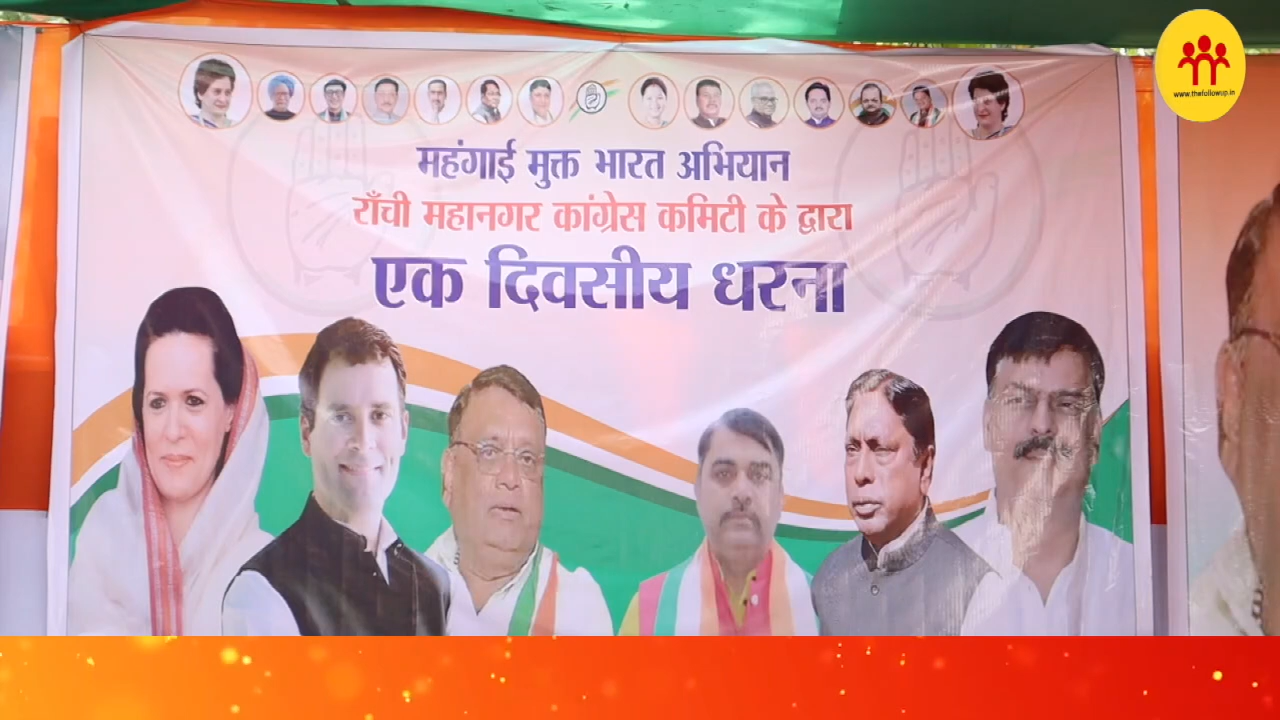 www.thefollowup.in
महंगाई मुक्त भारत अभियान
राँची महानगर कांग्रेस कमिटी के द्वारा
एक दिवसीय धरना